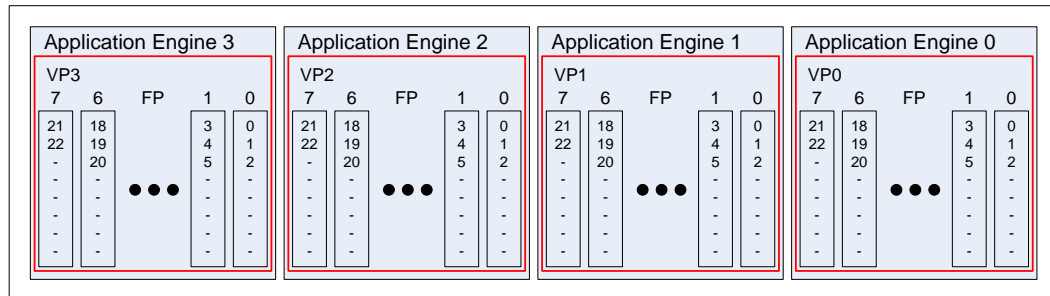 Application Engine 3 Application Engine 2 Application Engine 1 Application Engine 0
VP3 VP2 VP1 VP0
7 6 FP 1 0 7 6 FP 1 0 7 6 FP 1 0 7 6 FP 1 0
21 18 3 0 21 18 3 0 21 18 3 0 21 18 3 0
22 19 4 1 22 19 4 1 22 19 4 1 22 19 4 1
- 20 5 2 - 20 5 2 - 20 5 2 - 20 5 2
- - - - - - - - - - - - - - - -
- - - - - - - - - - - - - - - -
- - - - - - - - - - - - - - - -
- - - - - - - - - - - - - - - -
- - - - - - - - - - - - - - - -